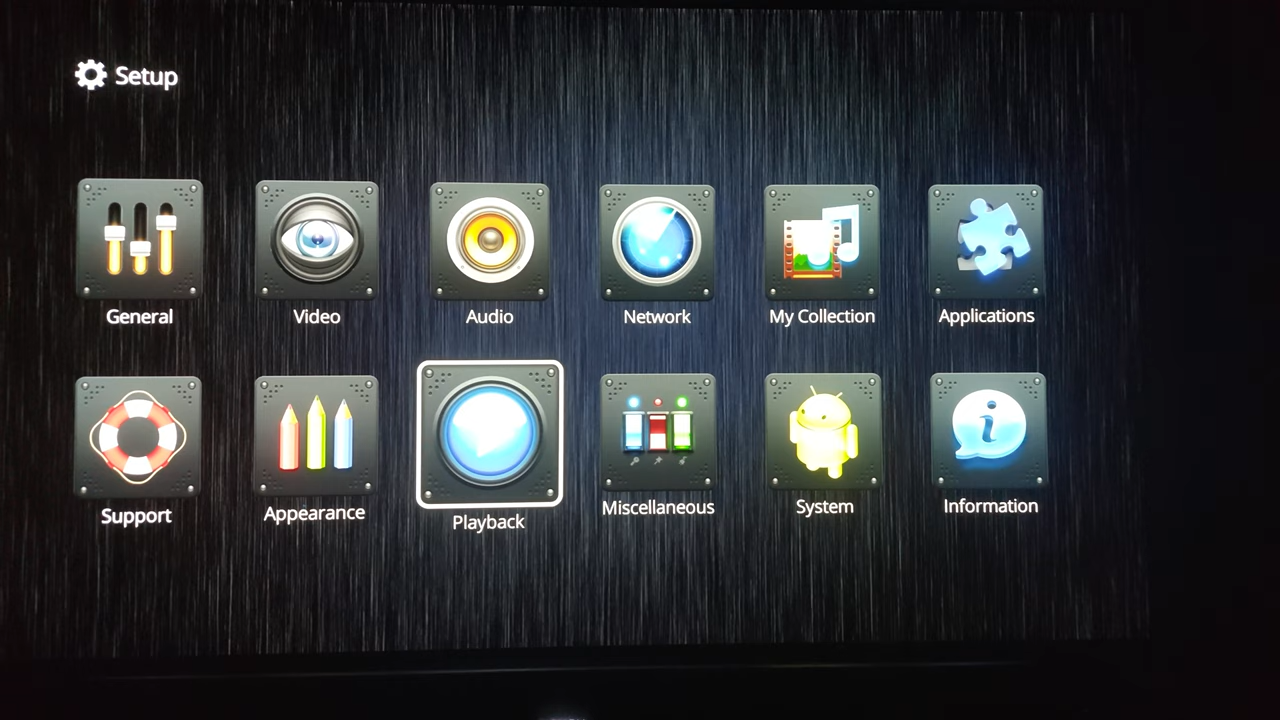 Setup
General
Video
Audio
Network
My Collection
Applications
Support
Appearance
Playback
Miscellaneous
System
Information